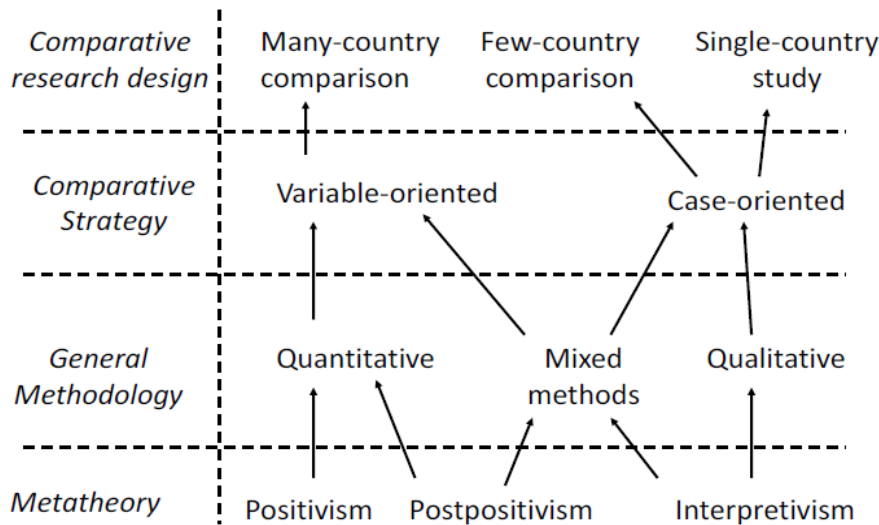 Comparative
research design
Many-country
comparison
Few-country
comparison
Single-country
study
Comparative
Strategy
Variable-oriented
Case-oriented
General
Methodology
Quantitative
Mixed
methods
Qualitative
Metatheory
Positivism
Postpositivism
Interpretivism